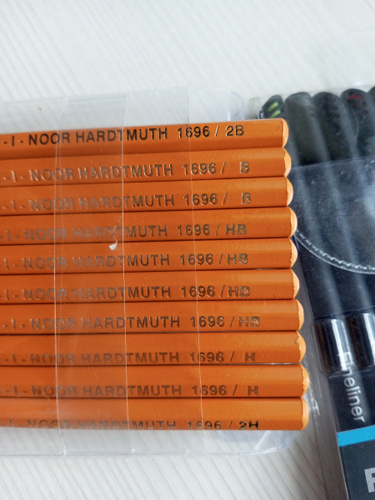 - I - NOOR HARDTMUTH 1696 / 2B
- I - NOOR HARDTMUTH 1696 / B
- I - NOOR HARDTMUTH 1696 / B
- I - NOOR HARDTMUTH 1696 / HB
- I - NOOR HARDTMUTH 1696 / HB
- I - NOOR HARDTMUTH 1696 / HB
- I - NOOR HARDTMUTH 1696 / HB
- I - NOOR HARDTMUTH 1696 / H
- I - NOOR HARDTMUTH 1696 / H
- I - NOOR HARDTMUTH 1696 / 2H
Fineliner